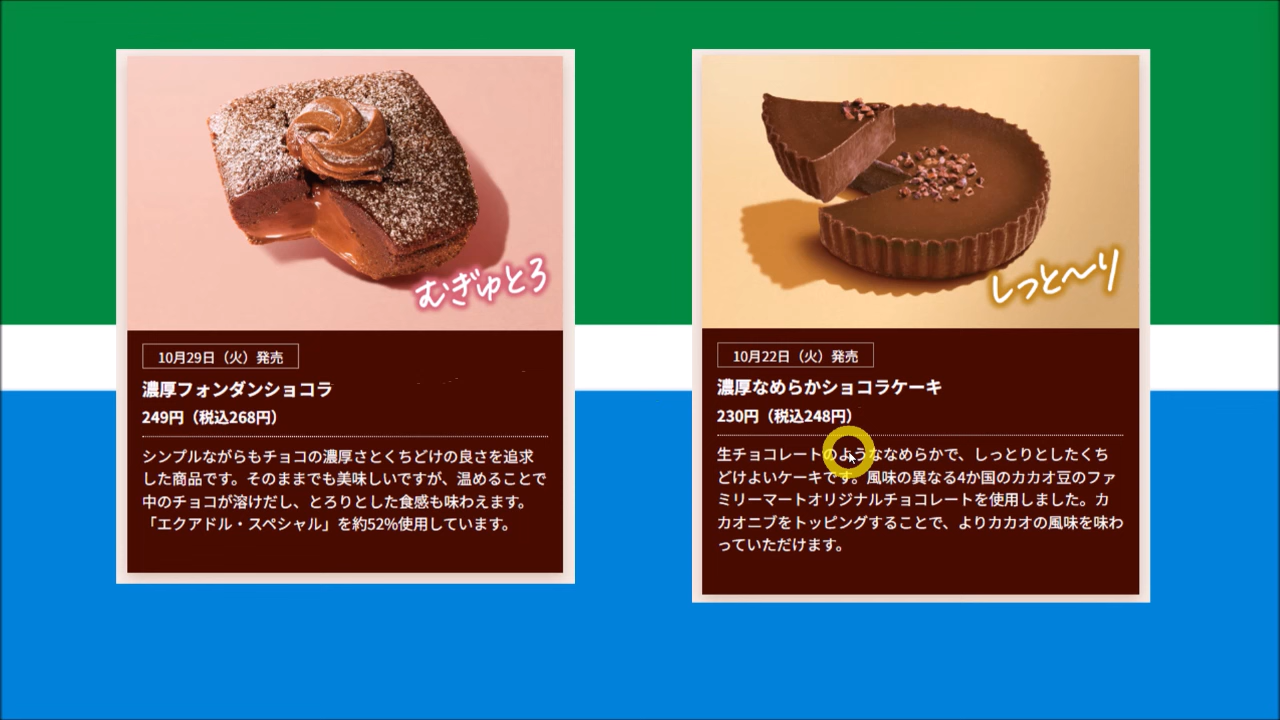 むぎゅとろ
10月29日（火）発売
濃厚フォンダンショコラ
249円（税込268円）
シンプルながらもチョコの濃厚さとくちどけの良さを追求
した商品です。そのままでも美味しいですが、温めることで
中のチョコが溶けだし、とろりとした食感も味わえます。
「エクアドル・スペシャル」を約52%使用しています。
しっと〜り
10月22日（火）発売
濃厚なめらかショコラケーキ
230円（税込248円）
生チョコレートのようななめらかで、しっとりとしたくち
どけよいケーキです。風味の異なる4か国のカカオ豆のファ
ミリーマートオリジナルチョコレートを使用しました。カ
カオニブをトッピングすることで、よりカカオの風味を味わ
っていただけます。